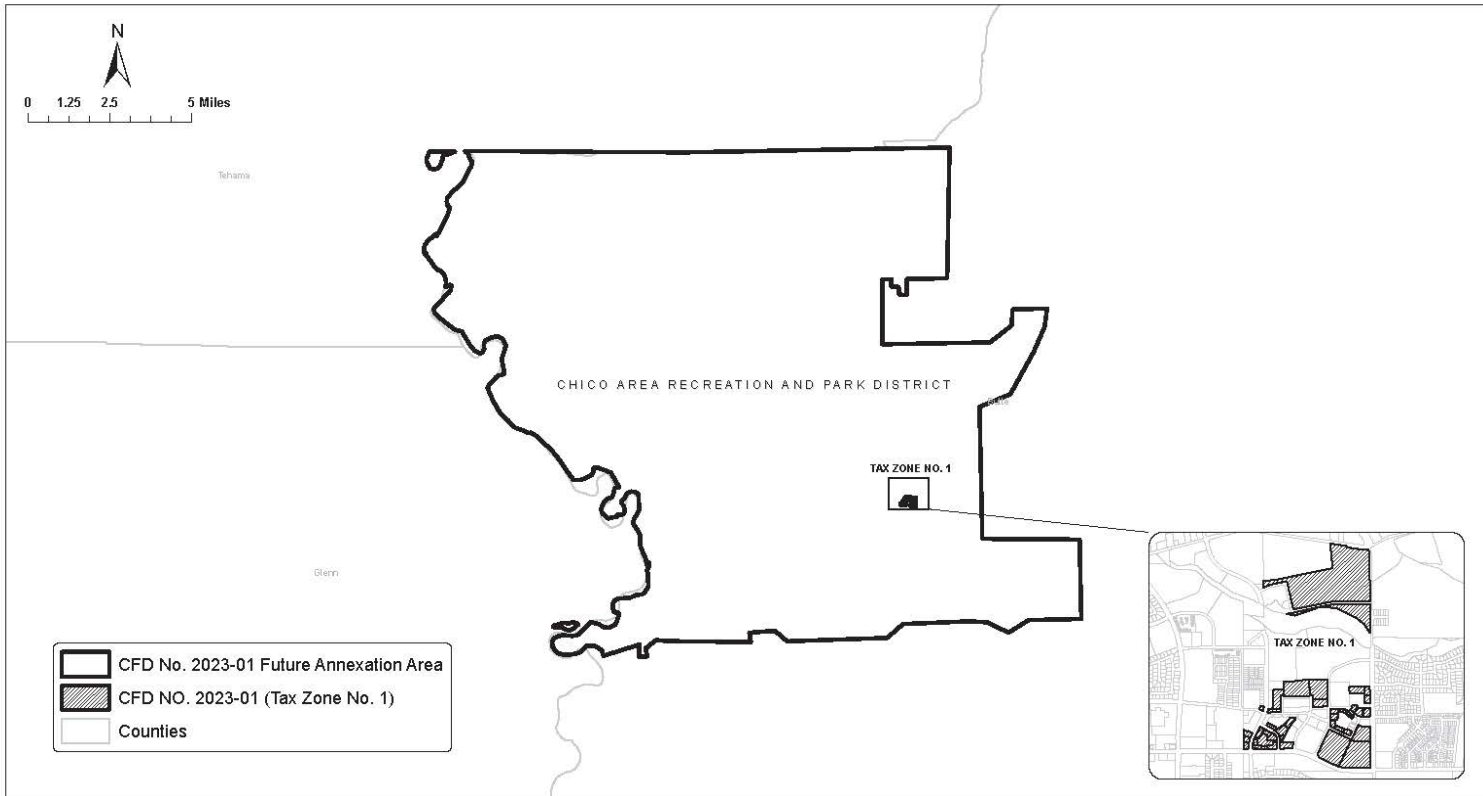 N
0 1.25 2.5 5 Miles
Tehama
CHICO AREA RECREATION AND PARK DISTRICT
Butte
TAX ZONE NO. 1
Glenn
TAX ZONE NO. 1
CFD No. 2023-01 Future Annexation Area
CFD NO. 2023-01 (Tax Zone No. 1)
Counties